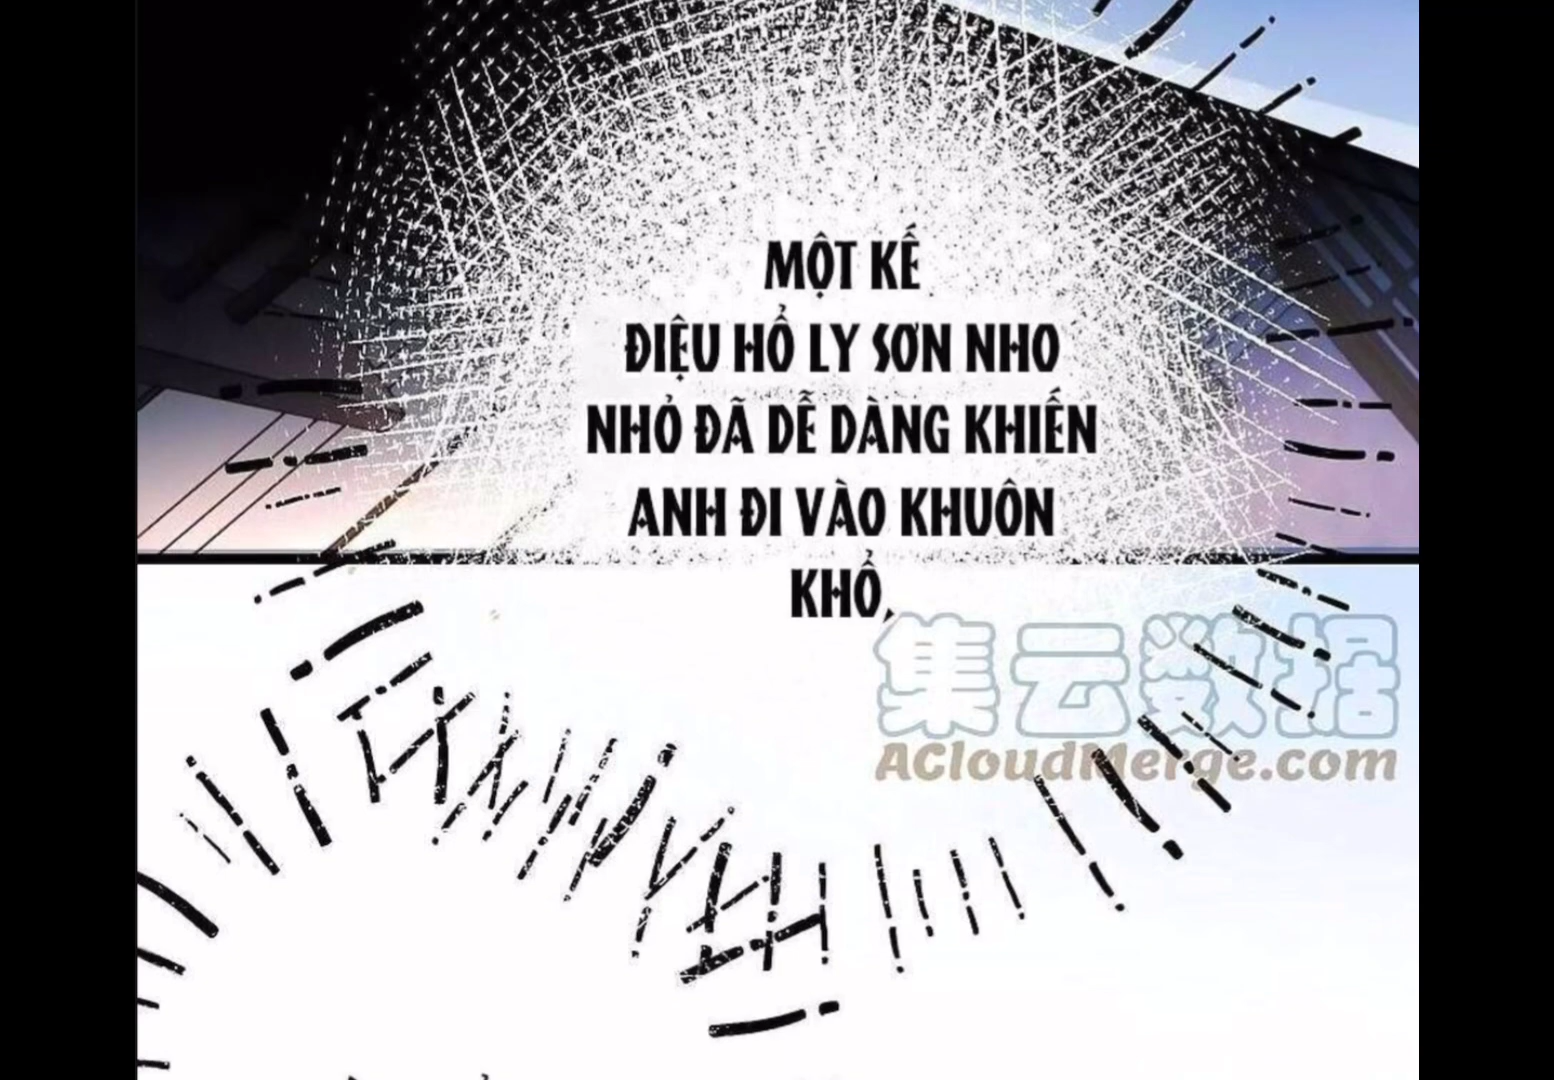 MỘT KẾ
ĐIỆU HỔ LY SƠN NHO
NHỎ ĐÃ DỄ DÀNG KHIẾN
ANH ĐI VÀO KHUÔN
KHỔ,
集云数据
ACloudMerge.com